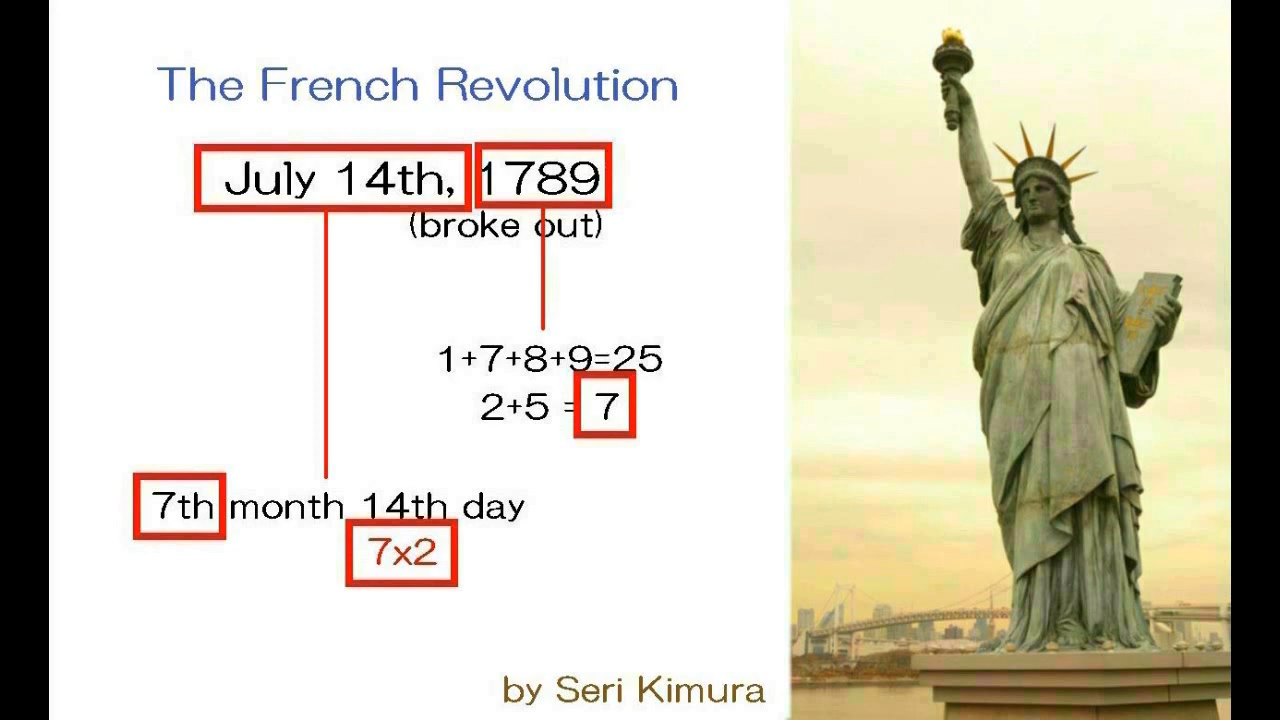 The French Revolution
July 14th, 1789
(broke out)
1+7+8+9=25
2+5 = 7
7th month 14th day
7x2
by Seri Kimura